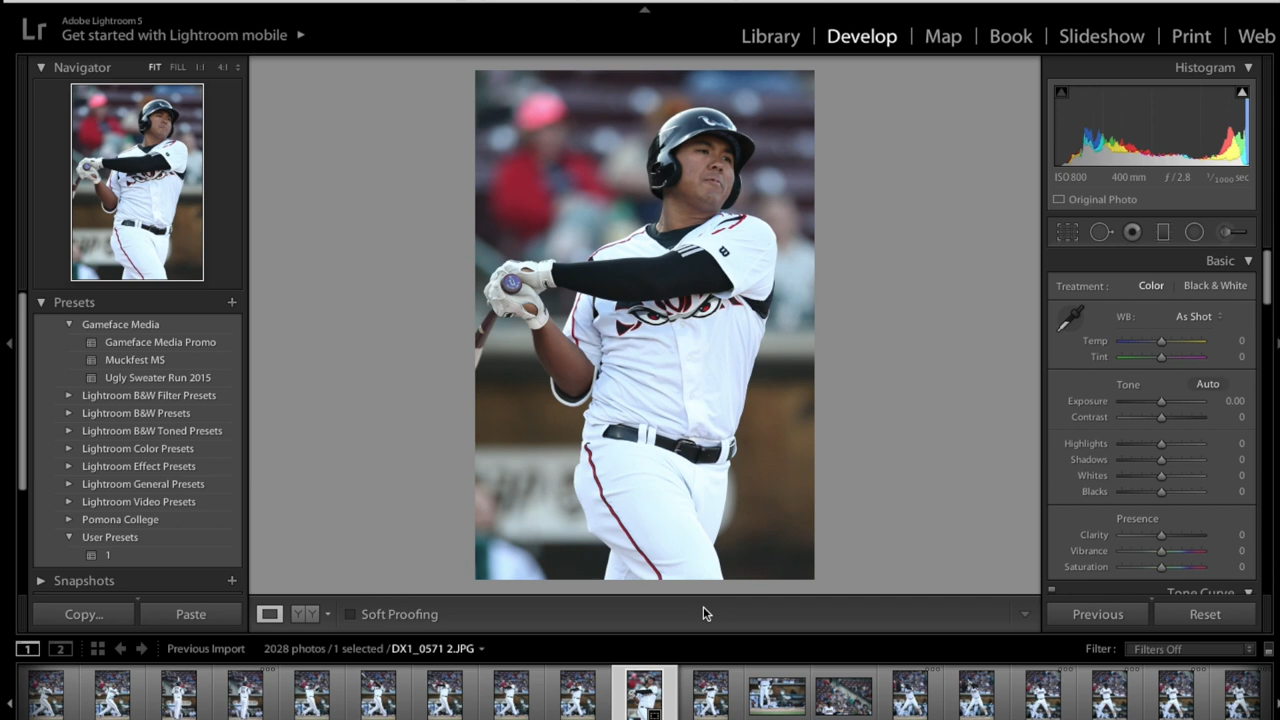 Adobe Lightroom 5
Lr Get started with Lightroom mobile
Library | Develop | Map | Book | Slideshow | Print | Web
Navigator FIT FILL 1:1 4:1
Presets +
Gameface Media
Gameface Media Promo
Muckfest MS
Ugly Sweater Run 2015
Lightroom B&W Filter Presets
Lightroom B&W Presets
Lightroom B&W Toned Presets
Lightroom Color Presets
Lightroom Effect Presets
Lightroom General Presets
Lightroom Video Presets
Pomona College
User Presets
1
Snapshots +
Copy... Paste
Soft Proofing
Histogram
ISO 800 400 mm ƒ / 2.8 1/1000 sec
Original Photo
Basic
Treatment : Color Black & White
WB : As Shot
Temp 0
Tint 0
Tone Auto
Exposure 0.00
Contrast 0
Highlights 0
Shadows 0
Whites 0
Blacks 0
Presence
Clarity 0
Vibrance 0
Saturation 0
Tone Curve
Previous Reset
1 2 Previous Import 2028 photos / 1 selected / DX1_0571 2.JPG Filter : Filters Off